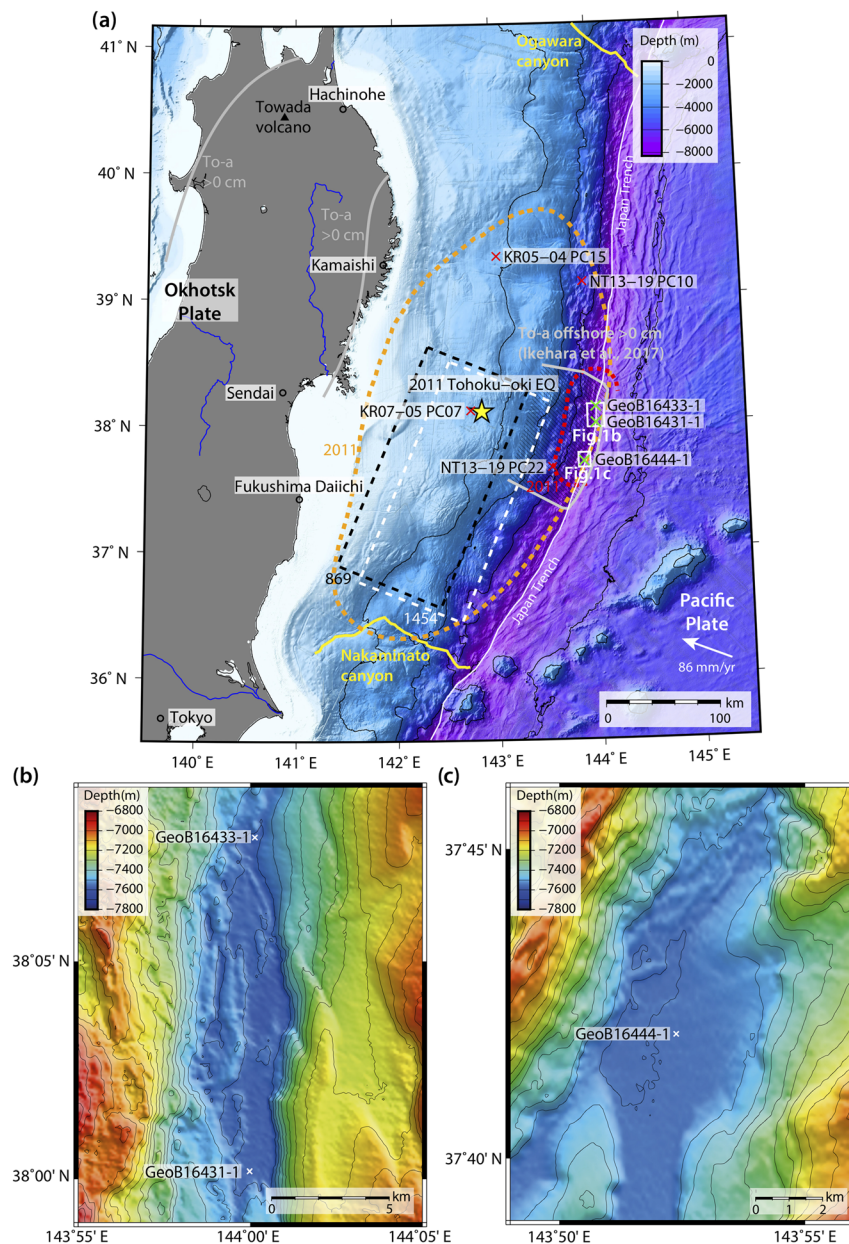 (a)
41° N
40° N
39° N
38° N
37° N
36° N
Ogawara
canyon
Depth (m)
0
−2000
−4000
−6000
−8000
Hachinohe
Towada
volcano
To-a
>0 cm
To-a
>0 cm
Japan Trench
KR05−04 PC15
Kamaishi
NT13−19 PC10
Okhotsk
Plate
To-a offshore >0 cm
(Ikehara et al., 2017)
2011 Tohoku−oki EQ
Sendai
KR07−05 PC07
GeoB16433-1
GeoB16431-1
Fig.1b
2011
NT13−19 PC22
GeoB16444-1
Fig.1c
2011
Fukushima Daiichi
869
1454
Japan Trench
Pacific
Plate
86 mm/yr
Nakaminato
canyon
Tokyo
km
0
100
140° E
141° E
142° E
143° E
144° E
145° E
(b)
Depth(m)
−6800
−7000
−7200
−7400
−7600
−7800
GeoB16433-1
38°05' N
GeoB16431-1
38°00' N
km
0
5
143°55' E
144°00' E
144°05' E
(c)
Depth(m)
−6800
−7000
−7200
−7400
−7600
−7800
37°45' N
GeoB16444-1
37°40' N
km
0
1
2
143°50' E
143°55' E